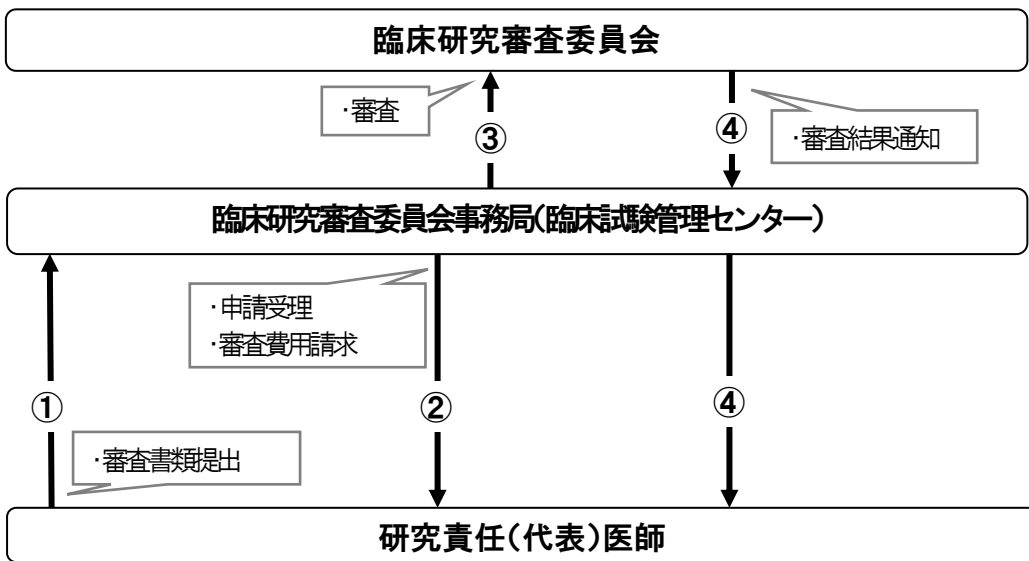 臨床研究審査委員会
・審査
③
④
・審査結果通知
臨床研究審査委員会事務局(臨床試験管理センター)
・申請受理
・審査費用請求
①
②
④
・審査書類提出
研究責任(代表)医師